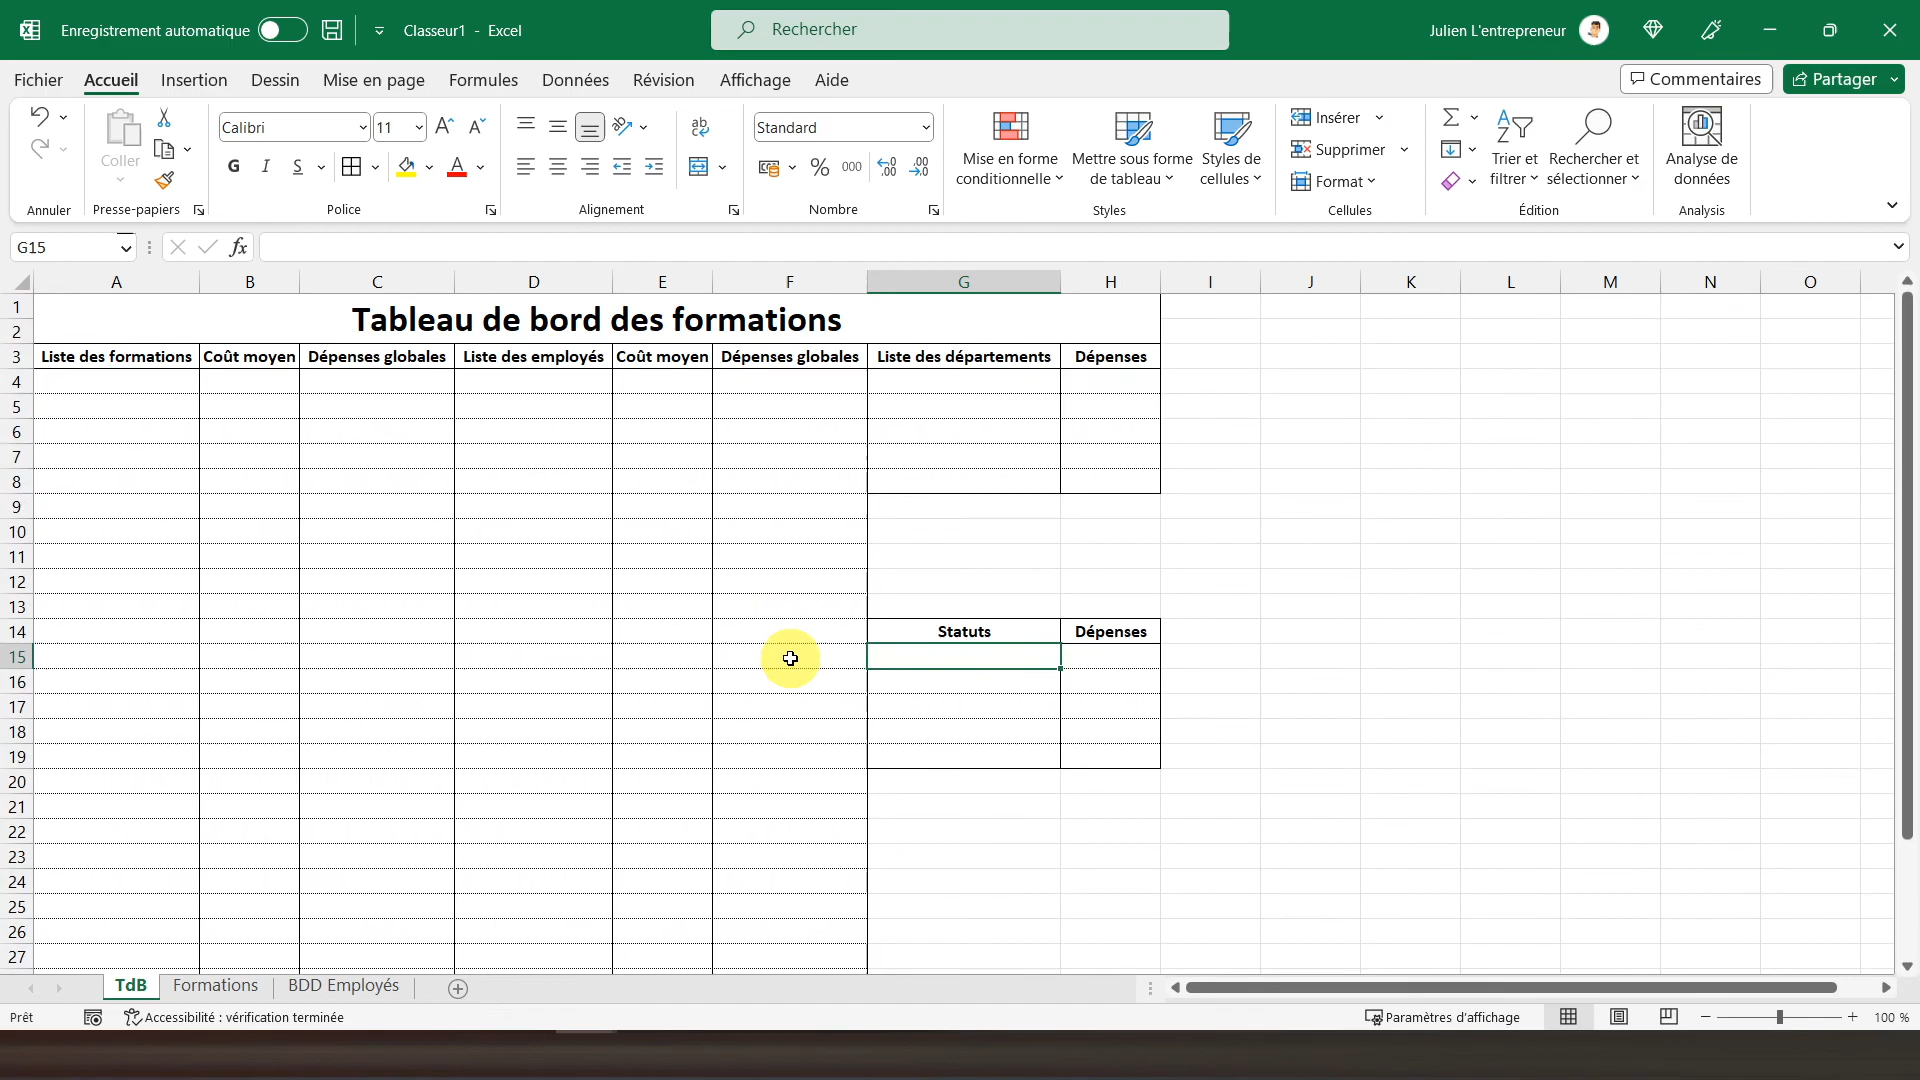 Enregistrement automatique
Classeur1 - Excel
Rechercher
Julien L'entrepreneur
Fichier Accueil Insertion Dessin Mise en page Formules Données Révision Affichage Aide
Commentaires Partager
Coller
Calibri 11
G I S
ab c
Standard
% 000
Mise en forme conditionnelle
Mettre sous forme de tableau
Styles de cellules
Insérer
Supprimer
Format
Trier et filtrer
Rechercher et sélectionner
Analyse de données
Annuler Presse-papiers Police Alignement Nombre Styles Cellules Édition Analysis
G15 fx
A B C D E F G H I J K L M N O
1
Tableau de bord des formations
2
3 Liste des formations Coût moyen Dépenses globales Liste des employés Coût moyen Dépenses globales Liste des départements Dépenses
4
5
6
7
8
9
10
11
12
13
14 Statuts Dépenses
15
16
17
18
19
20
21
22
23
24
25
26
27
TdB Formations BDD Employés
Prêt Accessibilité : vérification terminée Paramètres d'affichage 100 %